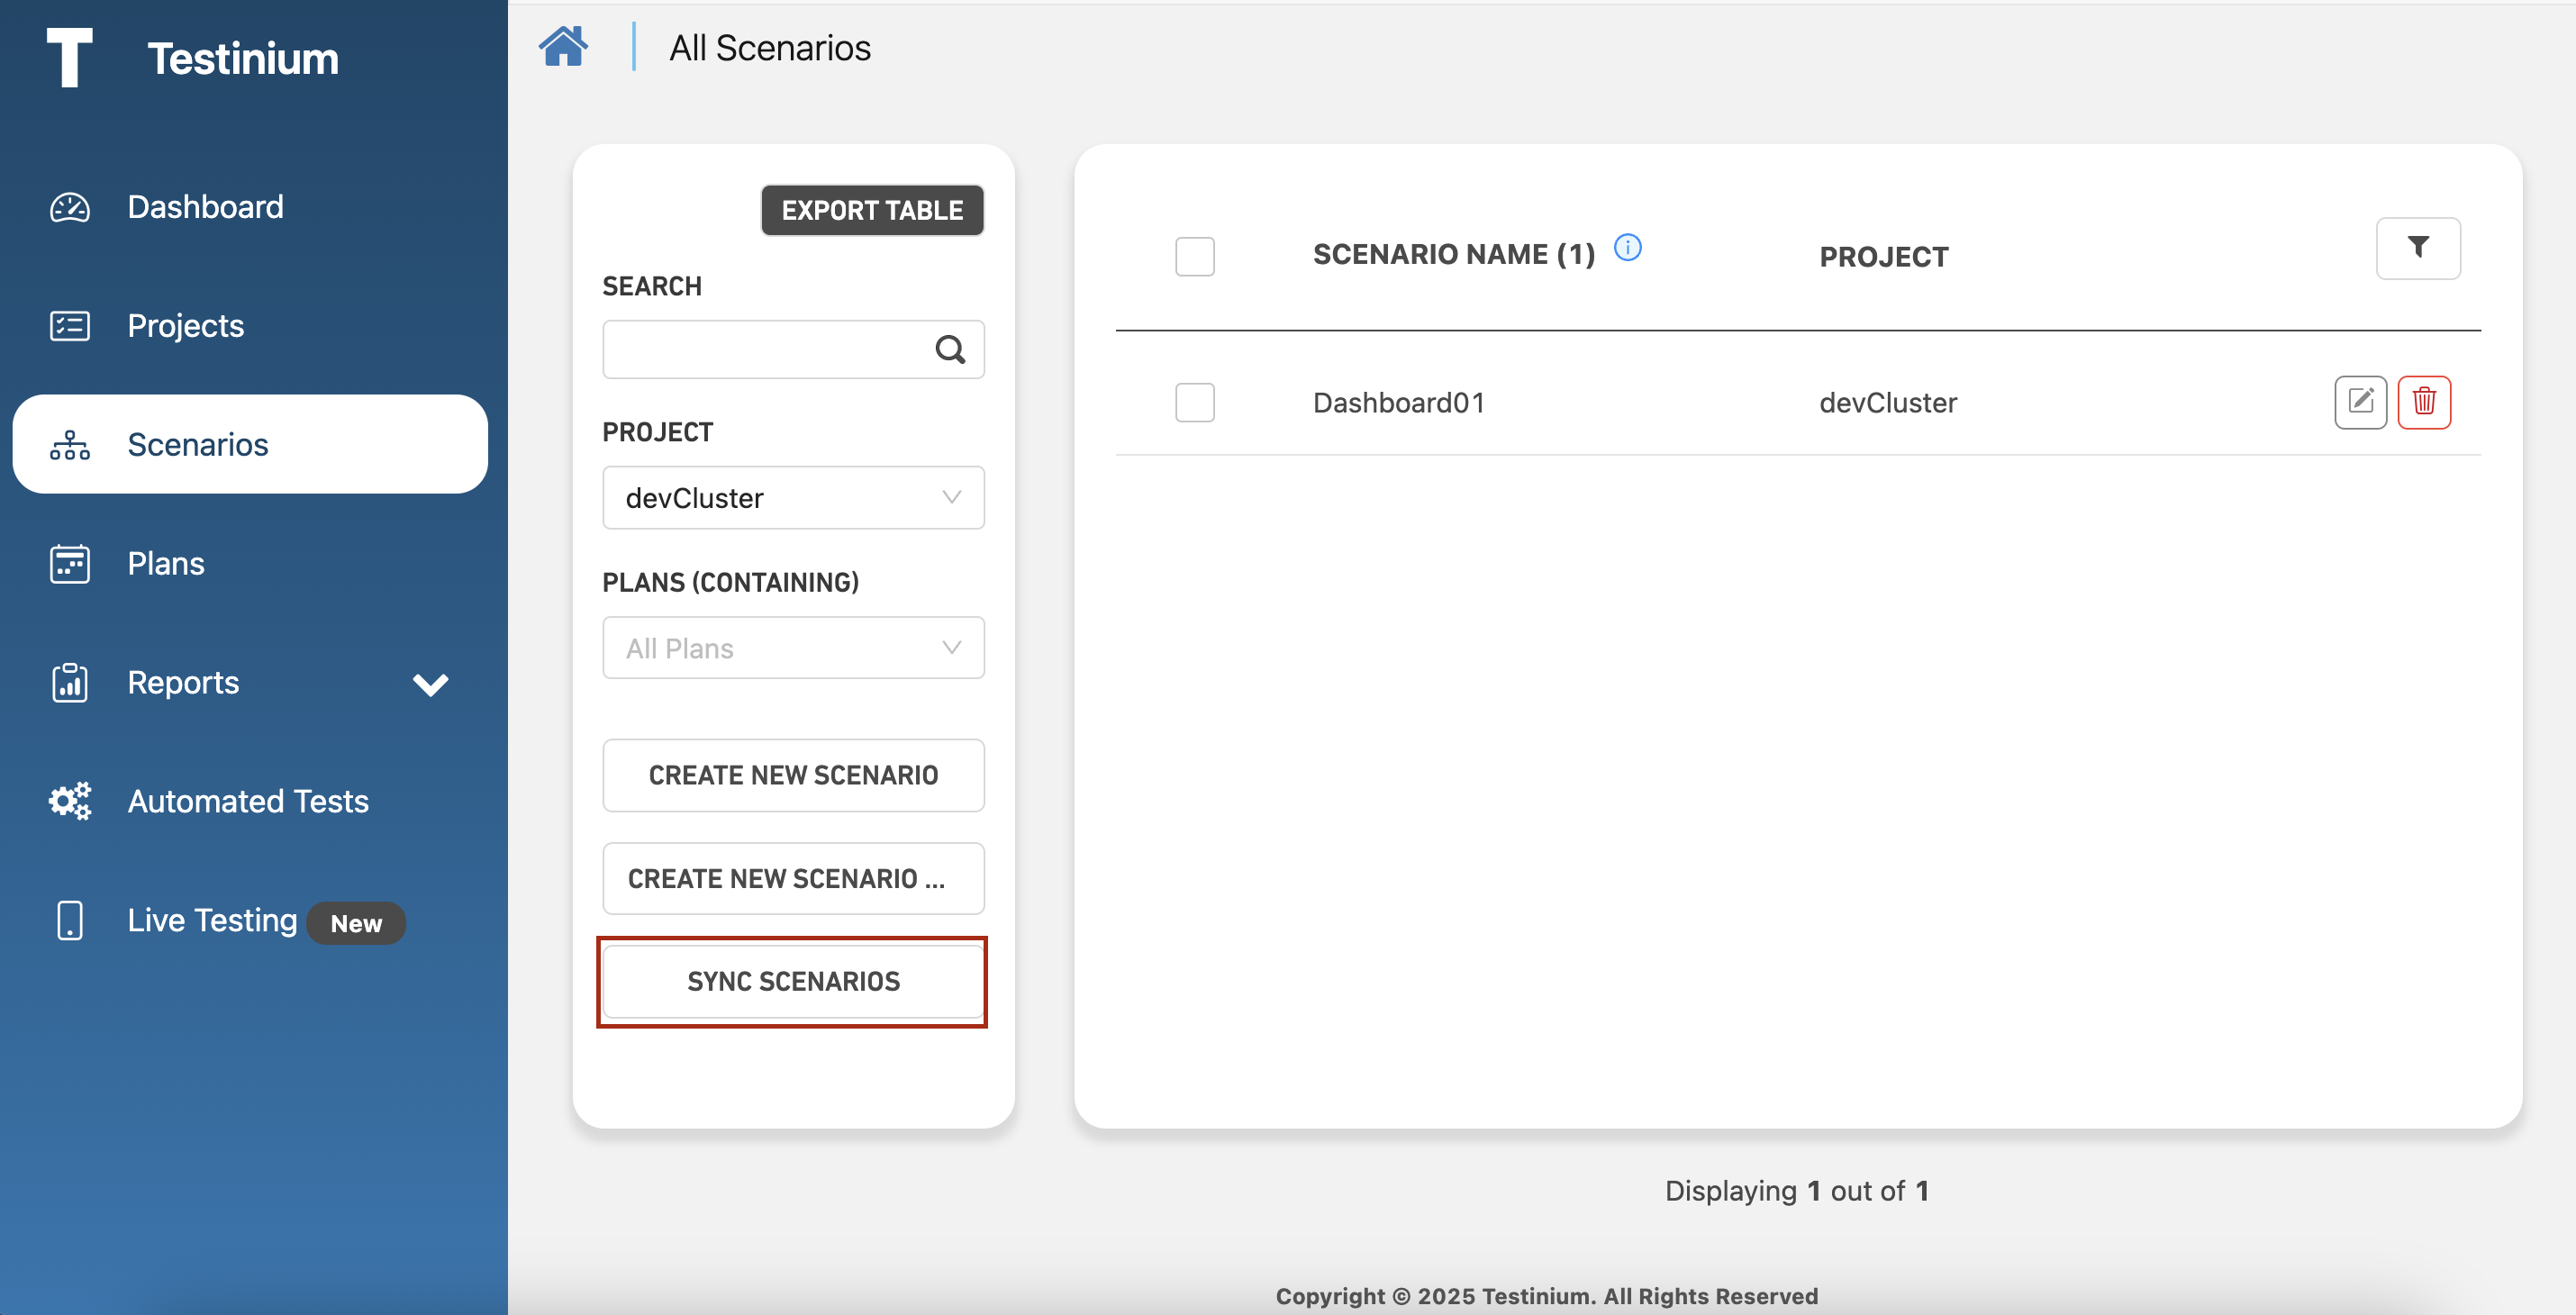 T Testinium
Dashboard
Projects
Scenarios
Plans
Reports
Automated Tests
Live Testing New
All Scenarios
EXPORT TABLE
SEARCH
PROJECT
devCluster
PLANS (CONTAINING)
All Plans
CREATE NEW SCENARIO
CREATE NEW SCENARIO ...
SYNC SCENARIOS
SCENARIO NAME (1) PROJECT
Dashboard01 devCluster
Displaying 1 out of 1
Copyright © 2025 Testinium. All Rights Reserved